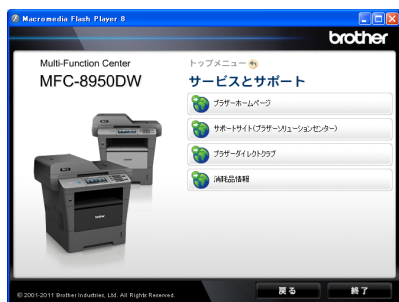 Macromedia Flash Player 8
brother
Multi-Function Center
MFC-8950DW
トップメニュー
サービスとサポート
ブラザーホームページ
サポートサイト(ブラザーソリューションセンター)
ブラザーダイレクトクラブ
消耗品情報
© 2001-2011 Brother Industries, Ltd. All Rights Reserved.
戻る
終了